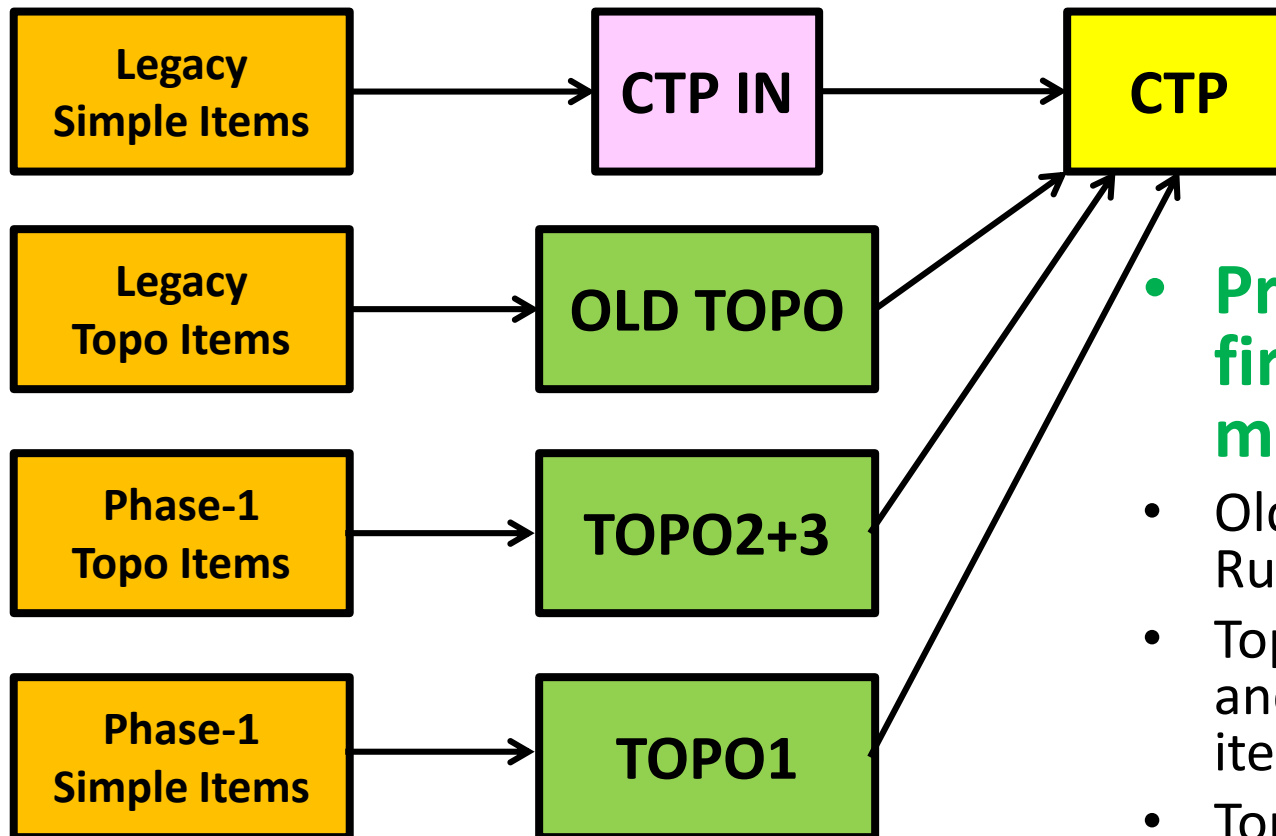 Legacy
Simple Items
CTP IN
CTP
Legacy
Topo Items
OLD TOPO
Phase-1
Topo Items
TOPO2+3
Phase-1
Simple Items
TOPO1